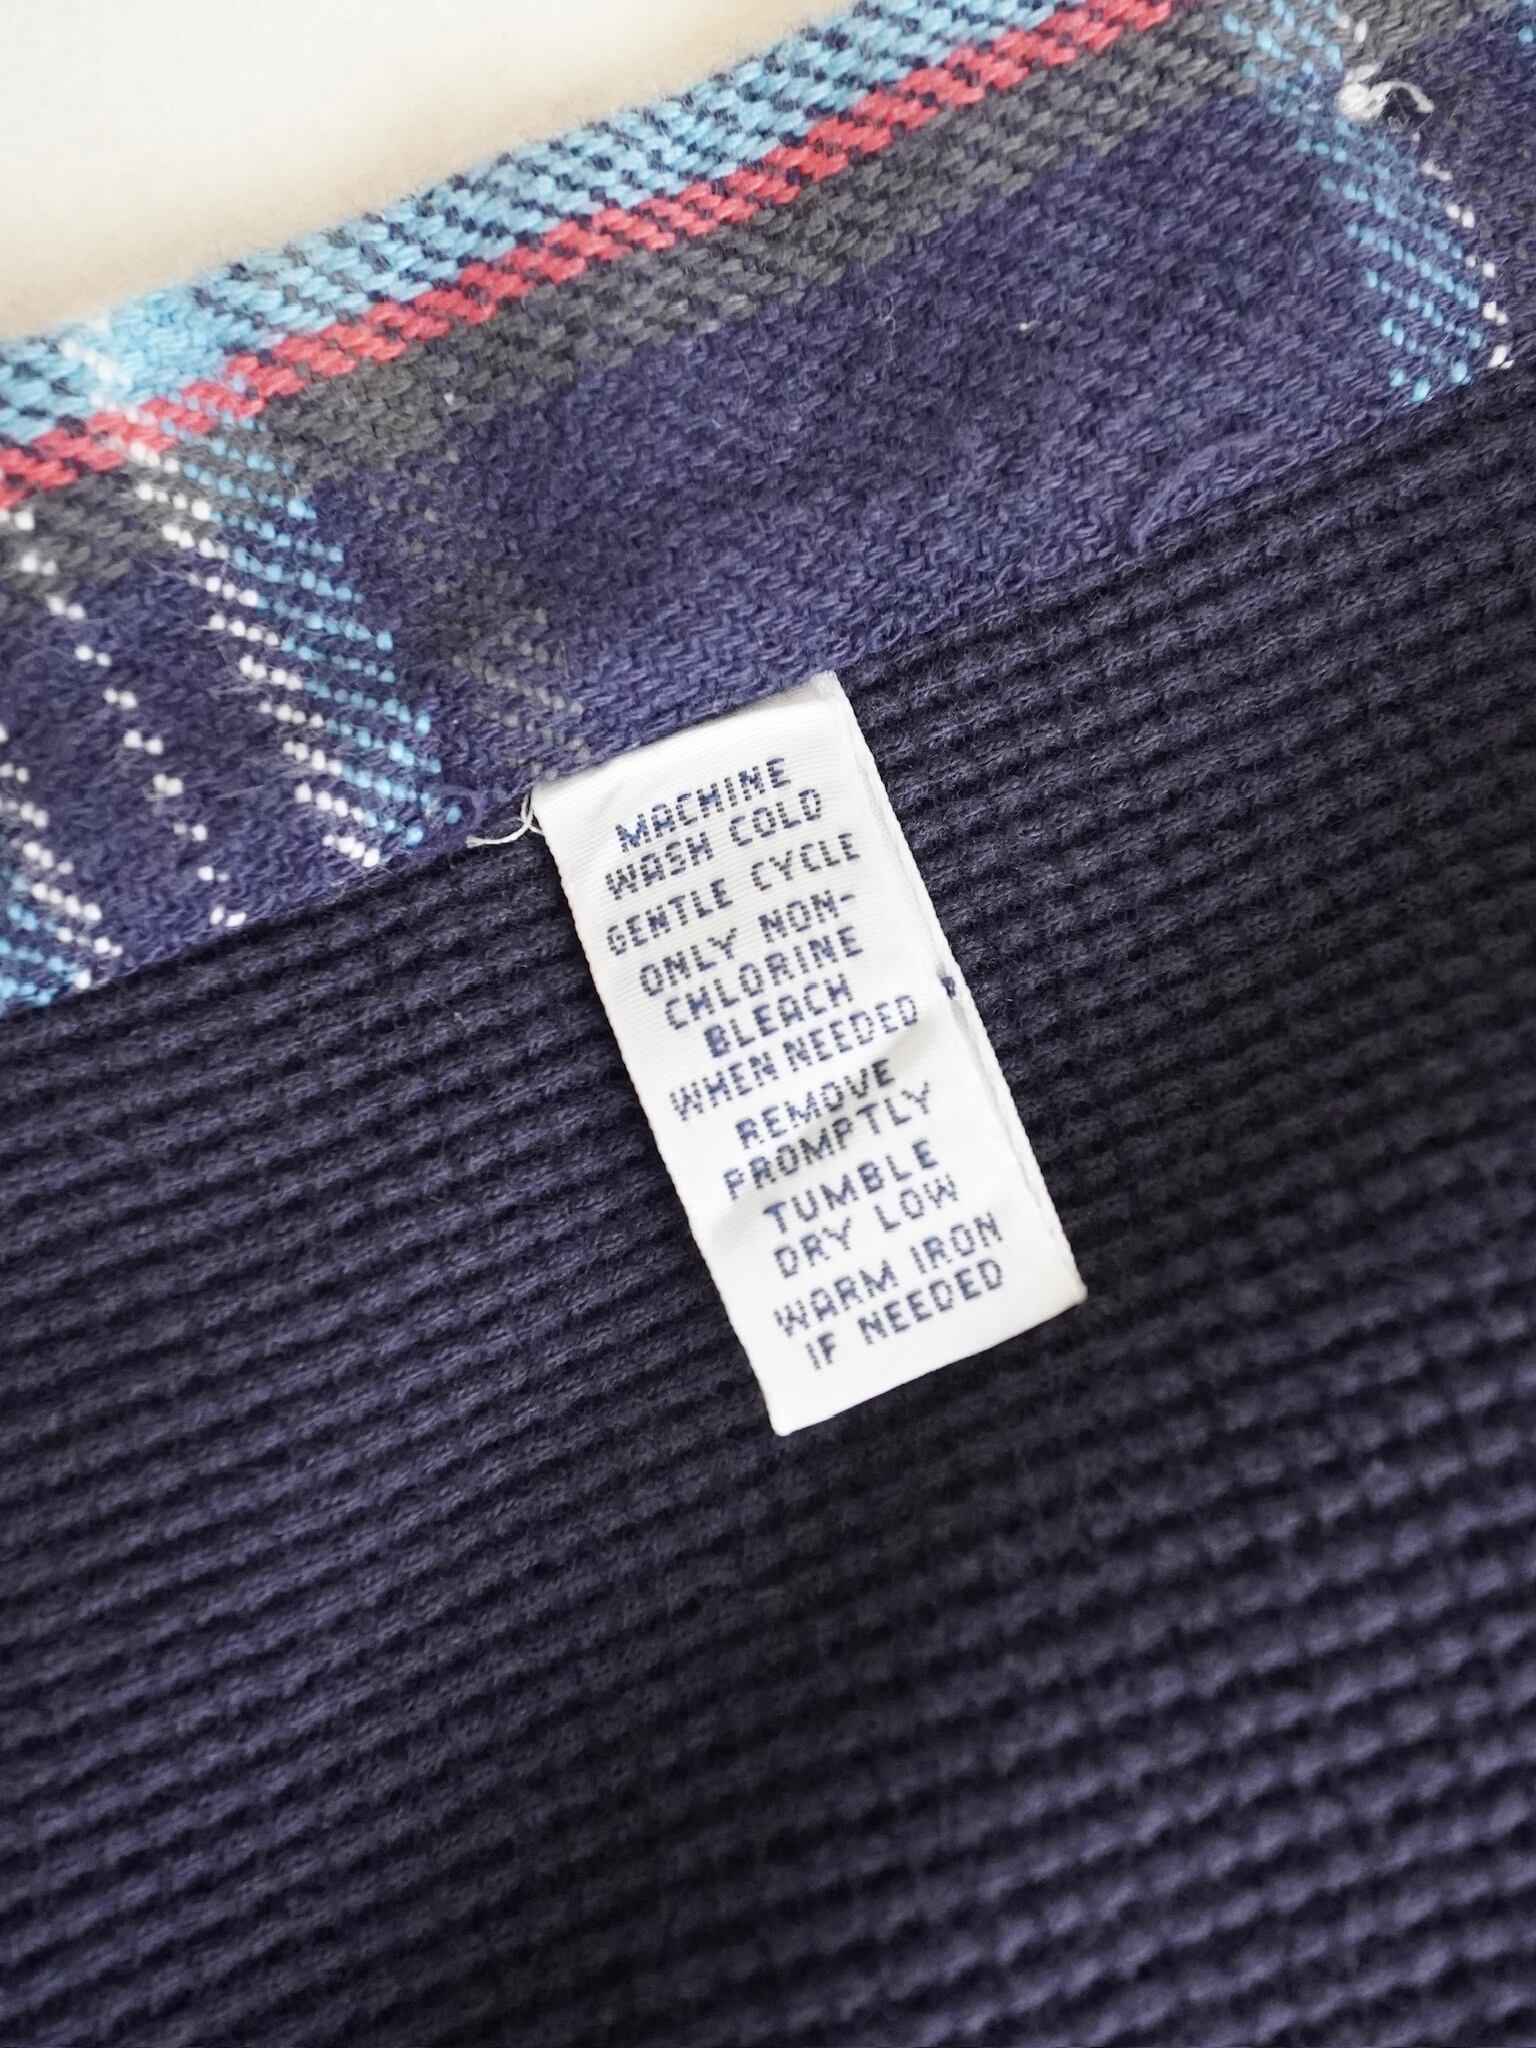 MACHINE
WASH COLD
GENTLE CYCLE
ONLY NON-
CHLORINE
BLEACH
WHEN NEEDED
REMOVE
PROMPTLY
TUMBLE
DRY LOW
WARM IRON
IF NEEDED